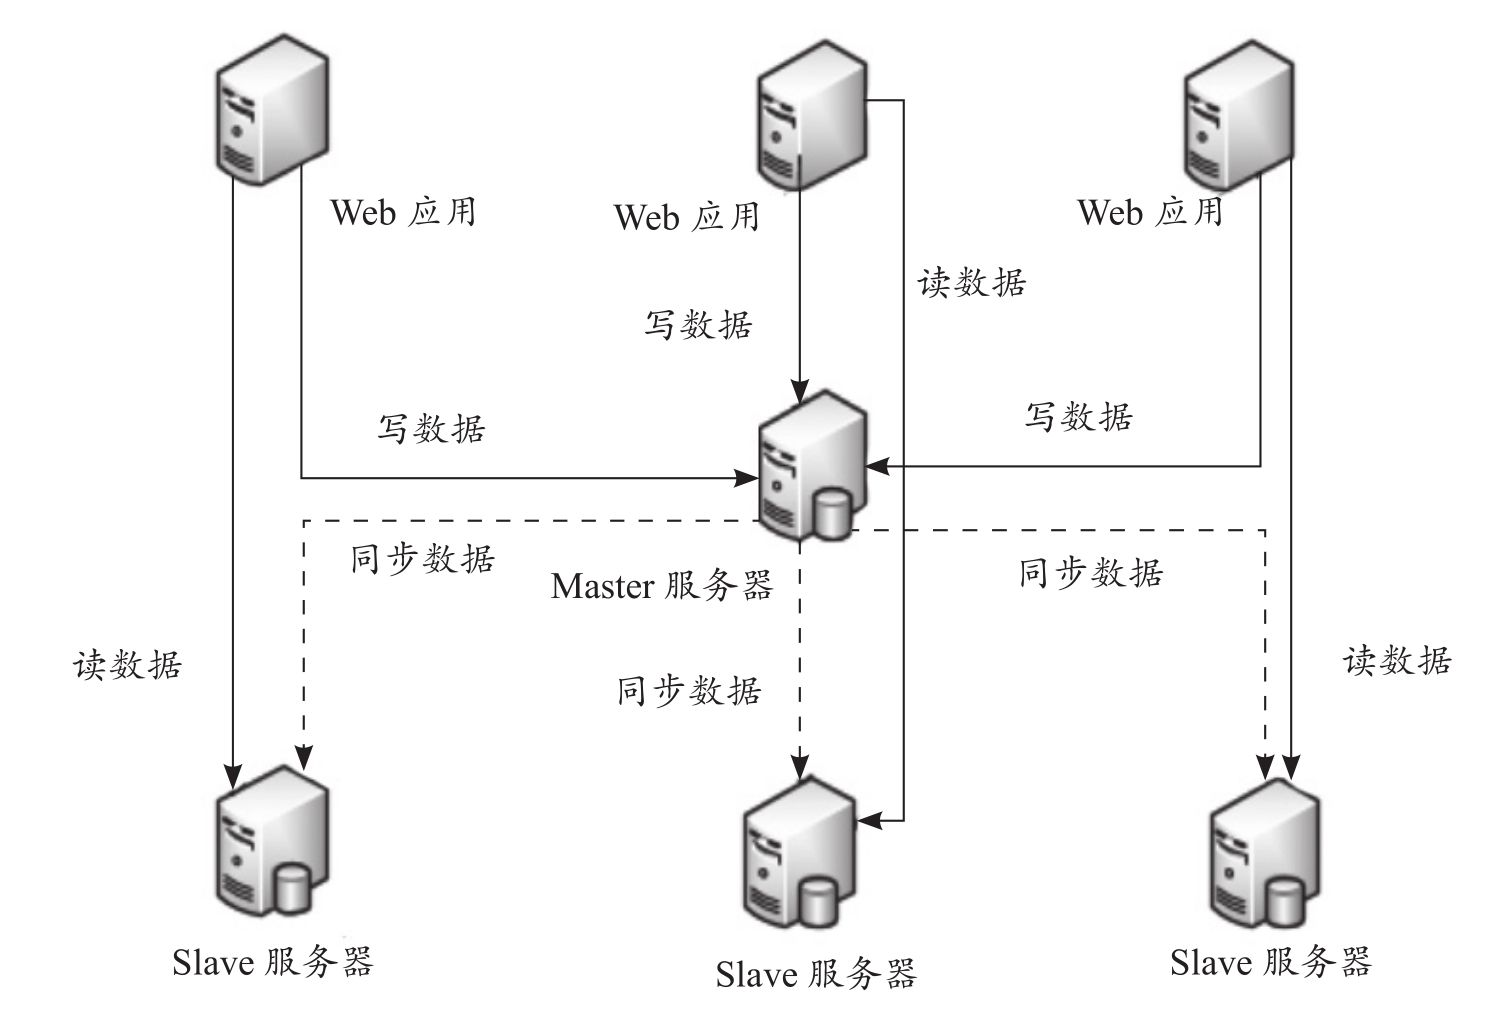 Web 应用
Web 应用
Web 应用
读数据
写数据
写数据
写数据
同步数据
Master 服务器
同步数据
读数据
同步数据
读数据
Slave 服务器
Slave 服务器
Slave 服务器